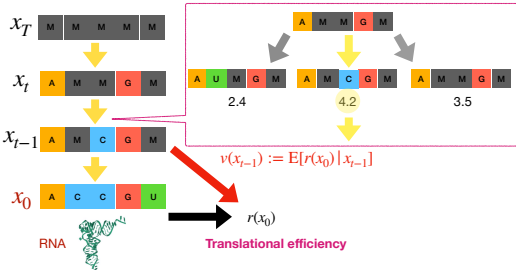 x_T M M M M M
A M M G M
x_t A M M G M
A U M G M A M C G M A M M G M
2.4 4.2 3.5
x_{t−1} A M C G M
v(x_{t−1}) := E[r(x_0) | x_{t−1}]
x_0 A C C G U
r(x_0)
RNA Translational efficiency